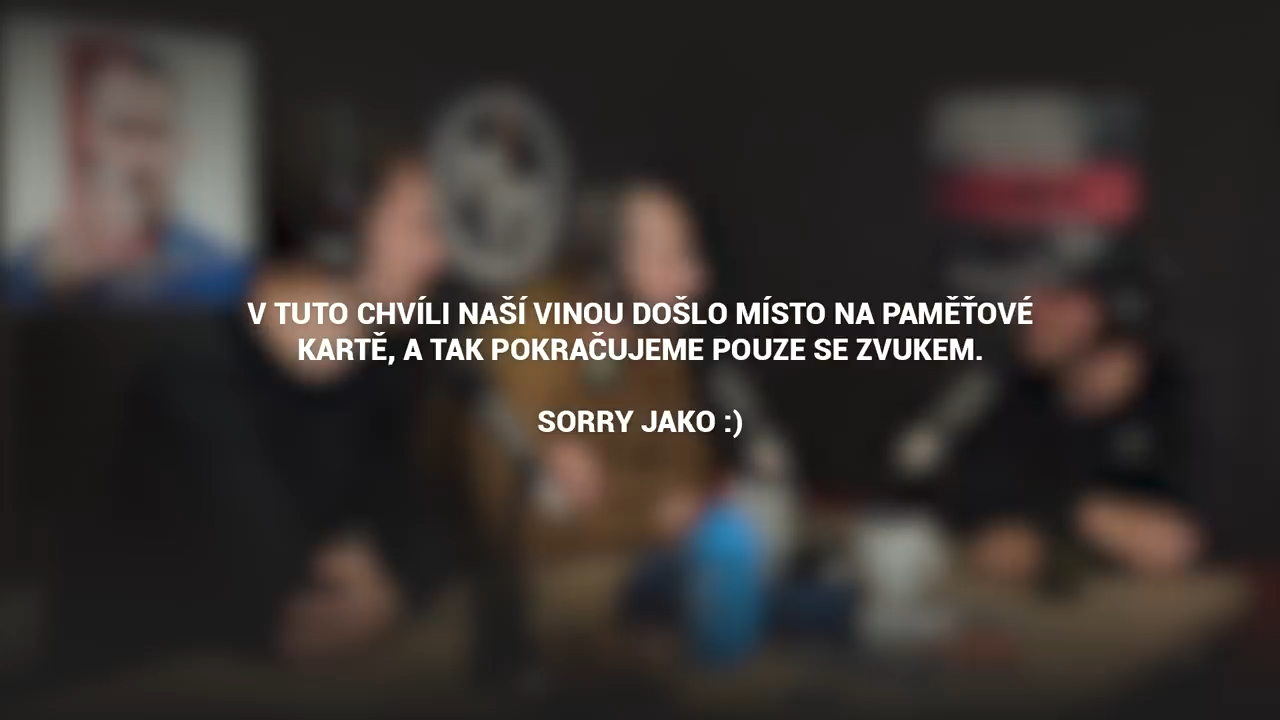 V TUTO CHVÍLI NAŠÍ VINOU DOŠLO MÍSTO NA PAMĚŤOVÉ
KARTĚ, A TAK POKRAČUJEME POUZE SE ZVUKEM.
SORRY JAKO :)